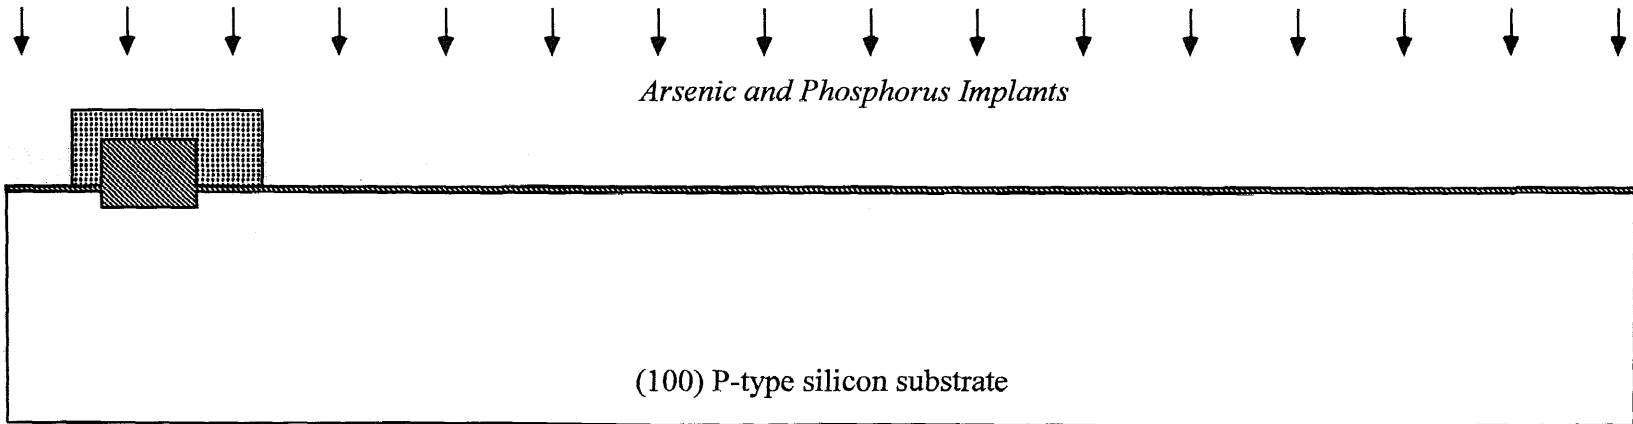 Arsenic and Phosphorus Implants
(100) P-type silicon substrate